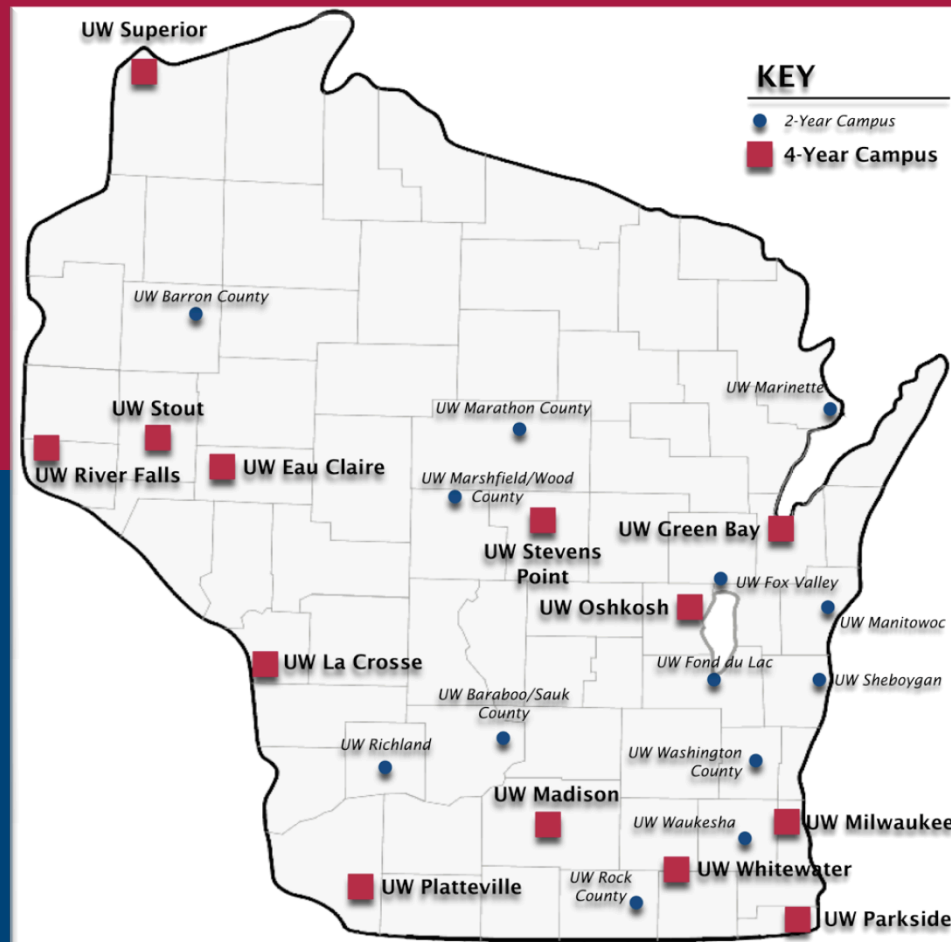 UW Superior
KEY
2-Year Campus
4-Year Campus
UW Barron County
UW Marinette
UW Stout
UW Marathon County
UW River Falls
UW Eau Claire
UW Marshfield/Wood
County
UW Green Bay
UW Stevens
Point
UW Fox Valley
UW Oshkosh
UW Manitowoc
UW La Crosse
UW Fond du Lac
UW Sheboygan
UW Baraboo/Sauk
County
UW Richland
UW Washington
County
UW Madison
UW Waukesha
UW Milwaukee
UW Whitewater
UW Platteville
UW Rock
County
UW Parkside